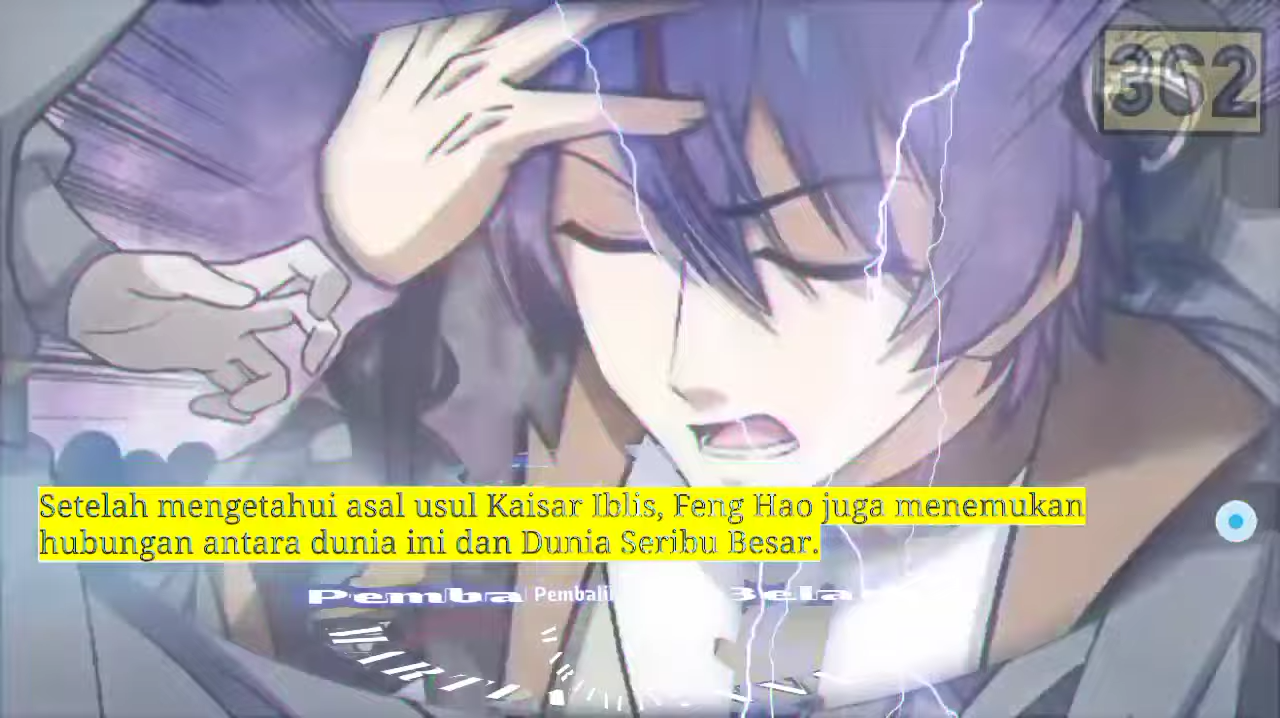 362
Setelah mengetahui asal usul Kaisar Iblis, Feng Hao juga menemukan
hubungan antara dunia ini dan Dunia Seribu Besar.